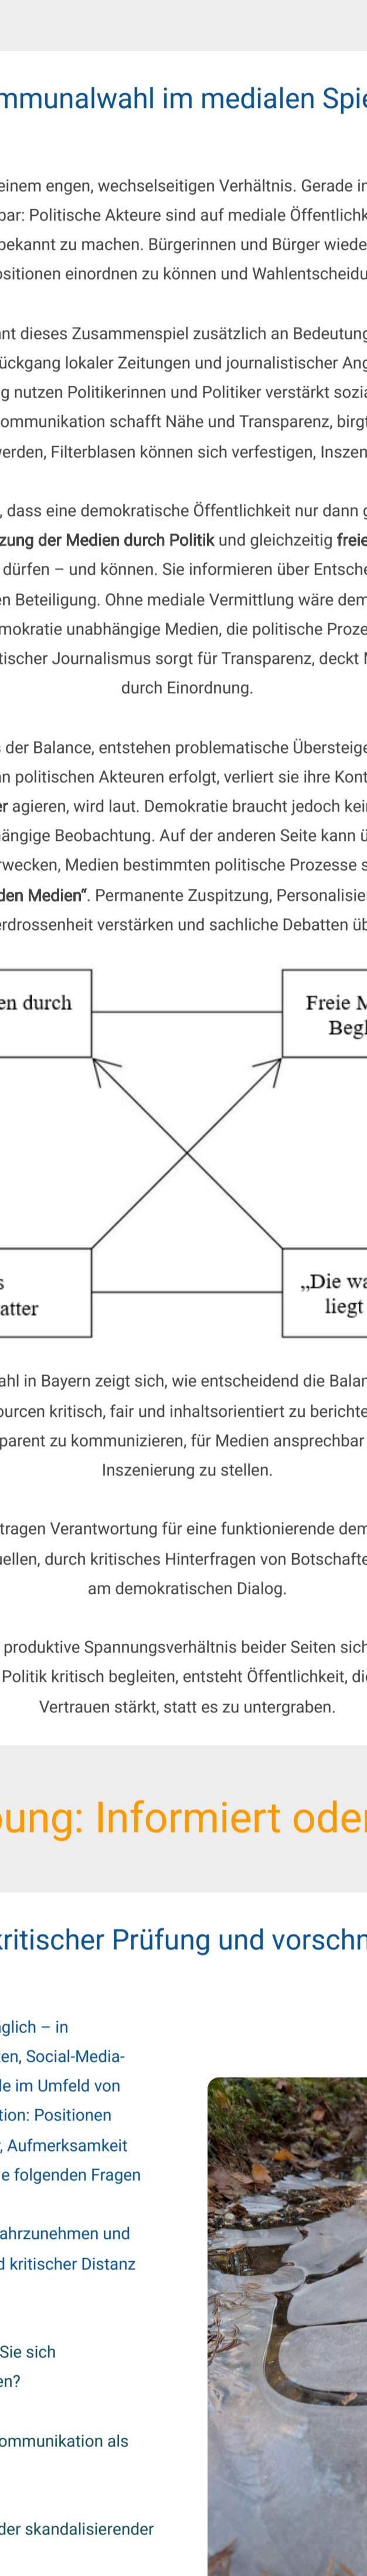 mmunalwahl im medialen Spie
einem engen, wechselseitigen Verhältnis. Gerade in
bar: Politische Akteure sind auf mediale Öffentlichk
bekannt zu machen. Bürgerinnen und Bürger wiede
ositionen einordnen zu können und Wahlentscheidu
nt dieses Zusammenspiel zusätzlich an Bedeutung
ückgang lokaler Zeitungen und journalistischer Ang
g nutzen Politikerinnen und Politiker verstärkt sozia
ommunikation schafft Nähe und Transparenz, birgt
erden, Filterblasen können sich verfestigen, Inszen
, dass eine demokratische Öffentlichkeit nur dann g
zung der Medien durch Politik und gleichzeitig freie
dürfen – und können. Sie informieren über Entsche
n Beteiligung. Ohne mediale Vermittlung wäre dem
mokratie unabhängige Medien, die politische Proze
tischer Journalismus sorgt für Transparenz, deckt
durch Einordnung.
der Balance, entstehen problematische Übersteige
n politischen Akteuren erfolgt, verliert sie ihre Kont
er agieren, wird laut. Demokratie braucht jedoch kei
ängige Beobachtung. Auf der anderen Seite kann ü
rwecken, Medien bestimmten politische Prozesse s
den Medien“. Permanente Zuspitzung, Personalisie
erdrossenheit verstärken und sachliche Debatten üb
en durch
Freie M
Begl
s
atter
„Die wa
liegt
ahl in Bayern zeigt sich, wie entscheidend die Balan
ourcen kritisch, fair und inhaltsorientiert zu berichte
parent zu kommunizieren, für Medien ansprechbar
Inszenierung zu stellen.
tragen Verantwortung für eine funktionierende dem
uellen, durch kritisches Hinterfragen von Botschafte
am demokratischen Dialog.
produktive Spannungsverhältnis beider Seiten sich
Politik kritisch begleiten, entsteht Öffentlichkeit, di
Vertrauen stärkt, statt es zu untergraben.
bung: Informiert oder
kritischer Prüfung und vorschn
glich – in
en, Social-Media-
de im Umfeld von
tion: Positionen
, Aufmerksamkeit
e folgenden Fragen
ahrzunehmen und
d kritischer Distanz
Sie sich
en?
ommunikation als
der skandalisierender